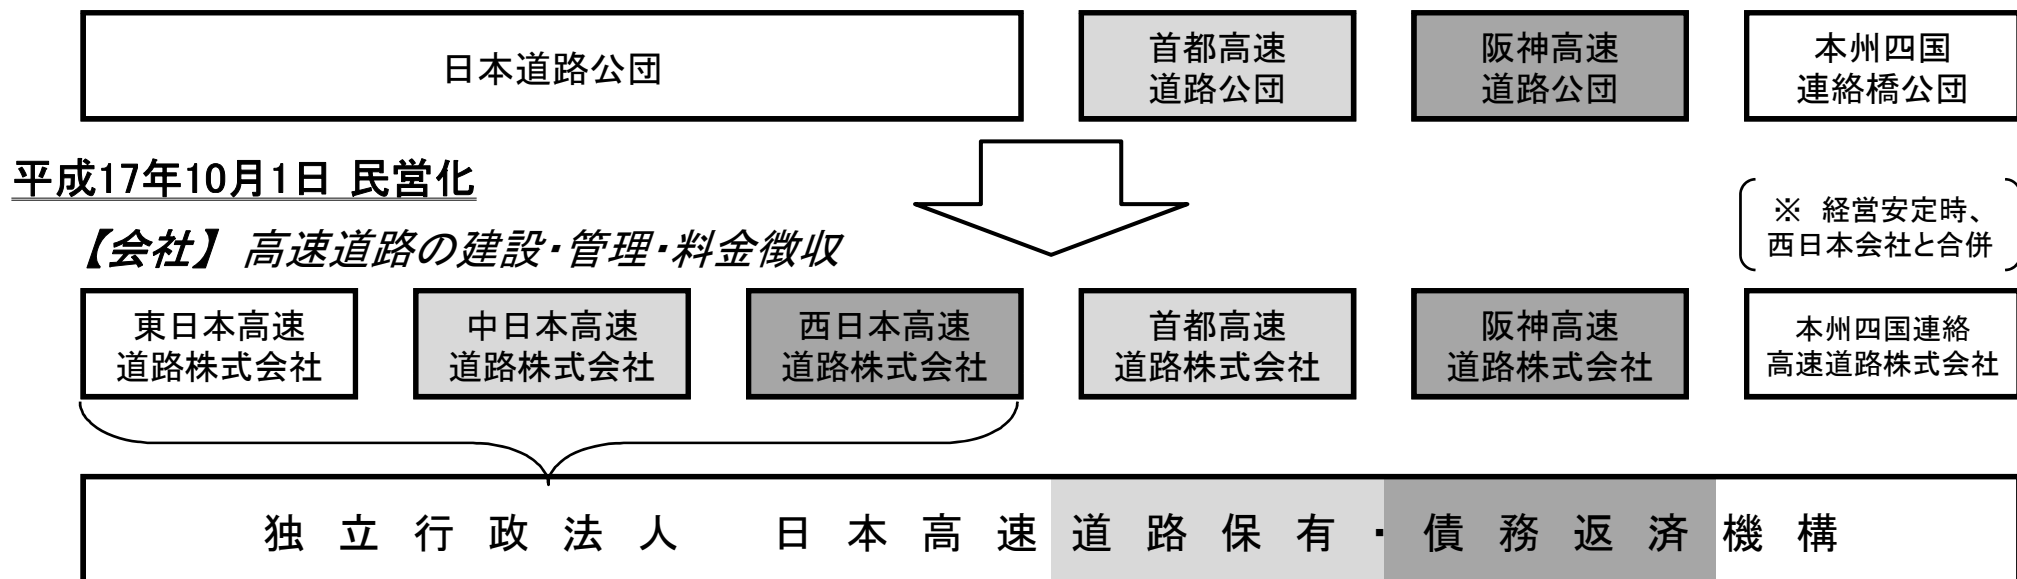 日本道路公団
首都高速
道路公団
阪神高速
道路公団
本州四国
連絡橋公団
平成17年10月1日 民営化
※ 経営安定時、
西日本会社と合併
【会社】 高速道路の建設・管理・料金徴収
東日本高速
道路株式会社
中日本高速
道路株式会社
西日本高速
道路株式会社
首都高速
道路株式会社
阪神高速
道路株式会社
本州四国連絡
高速道路株式会社
独立行政法人 日本高速道路保有・債務返済機構